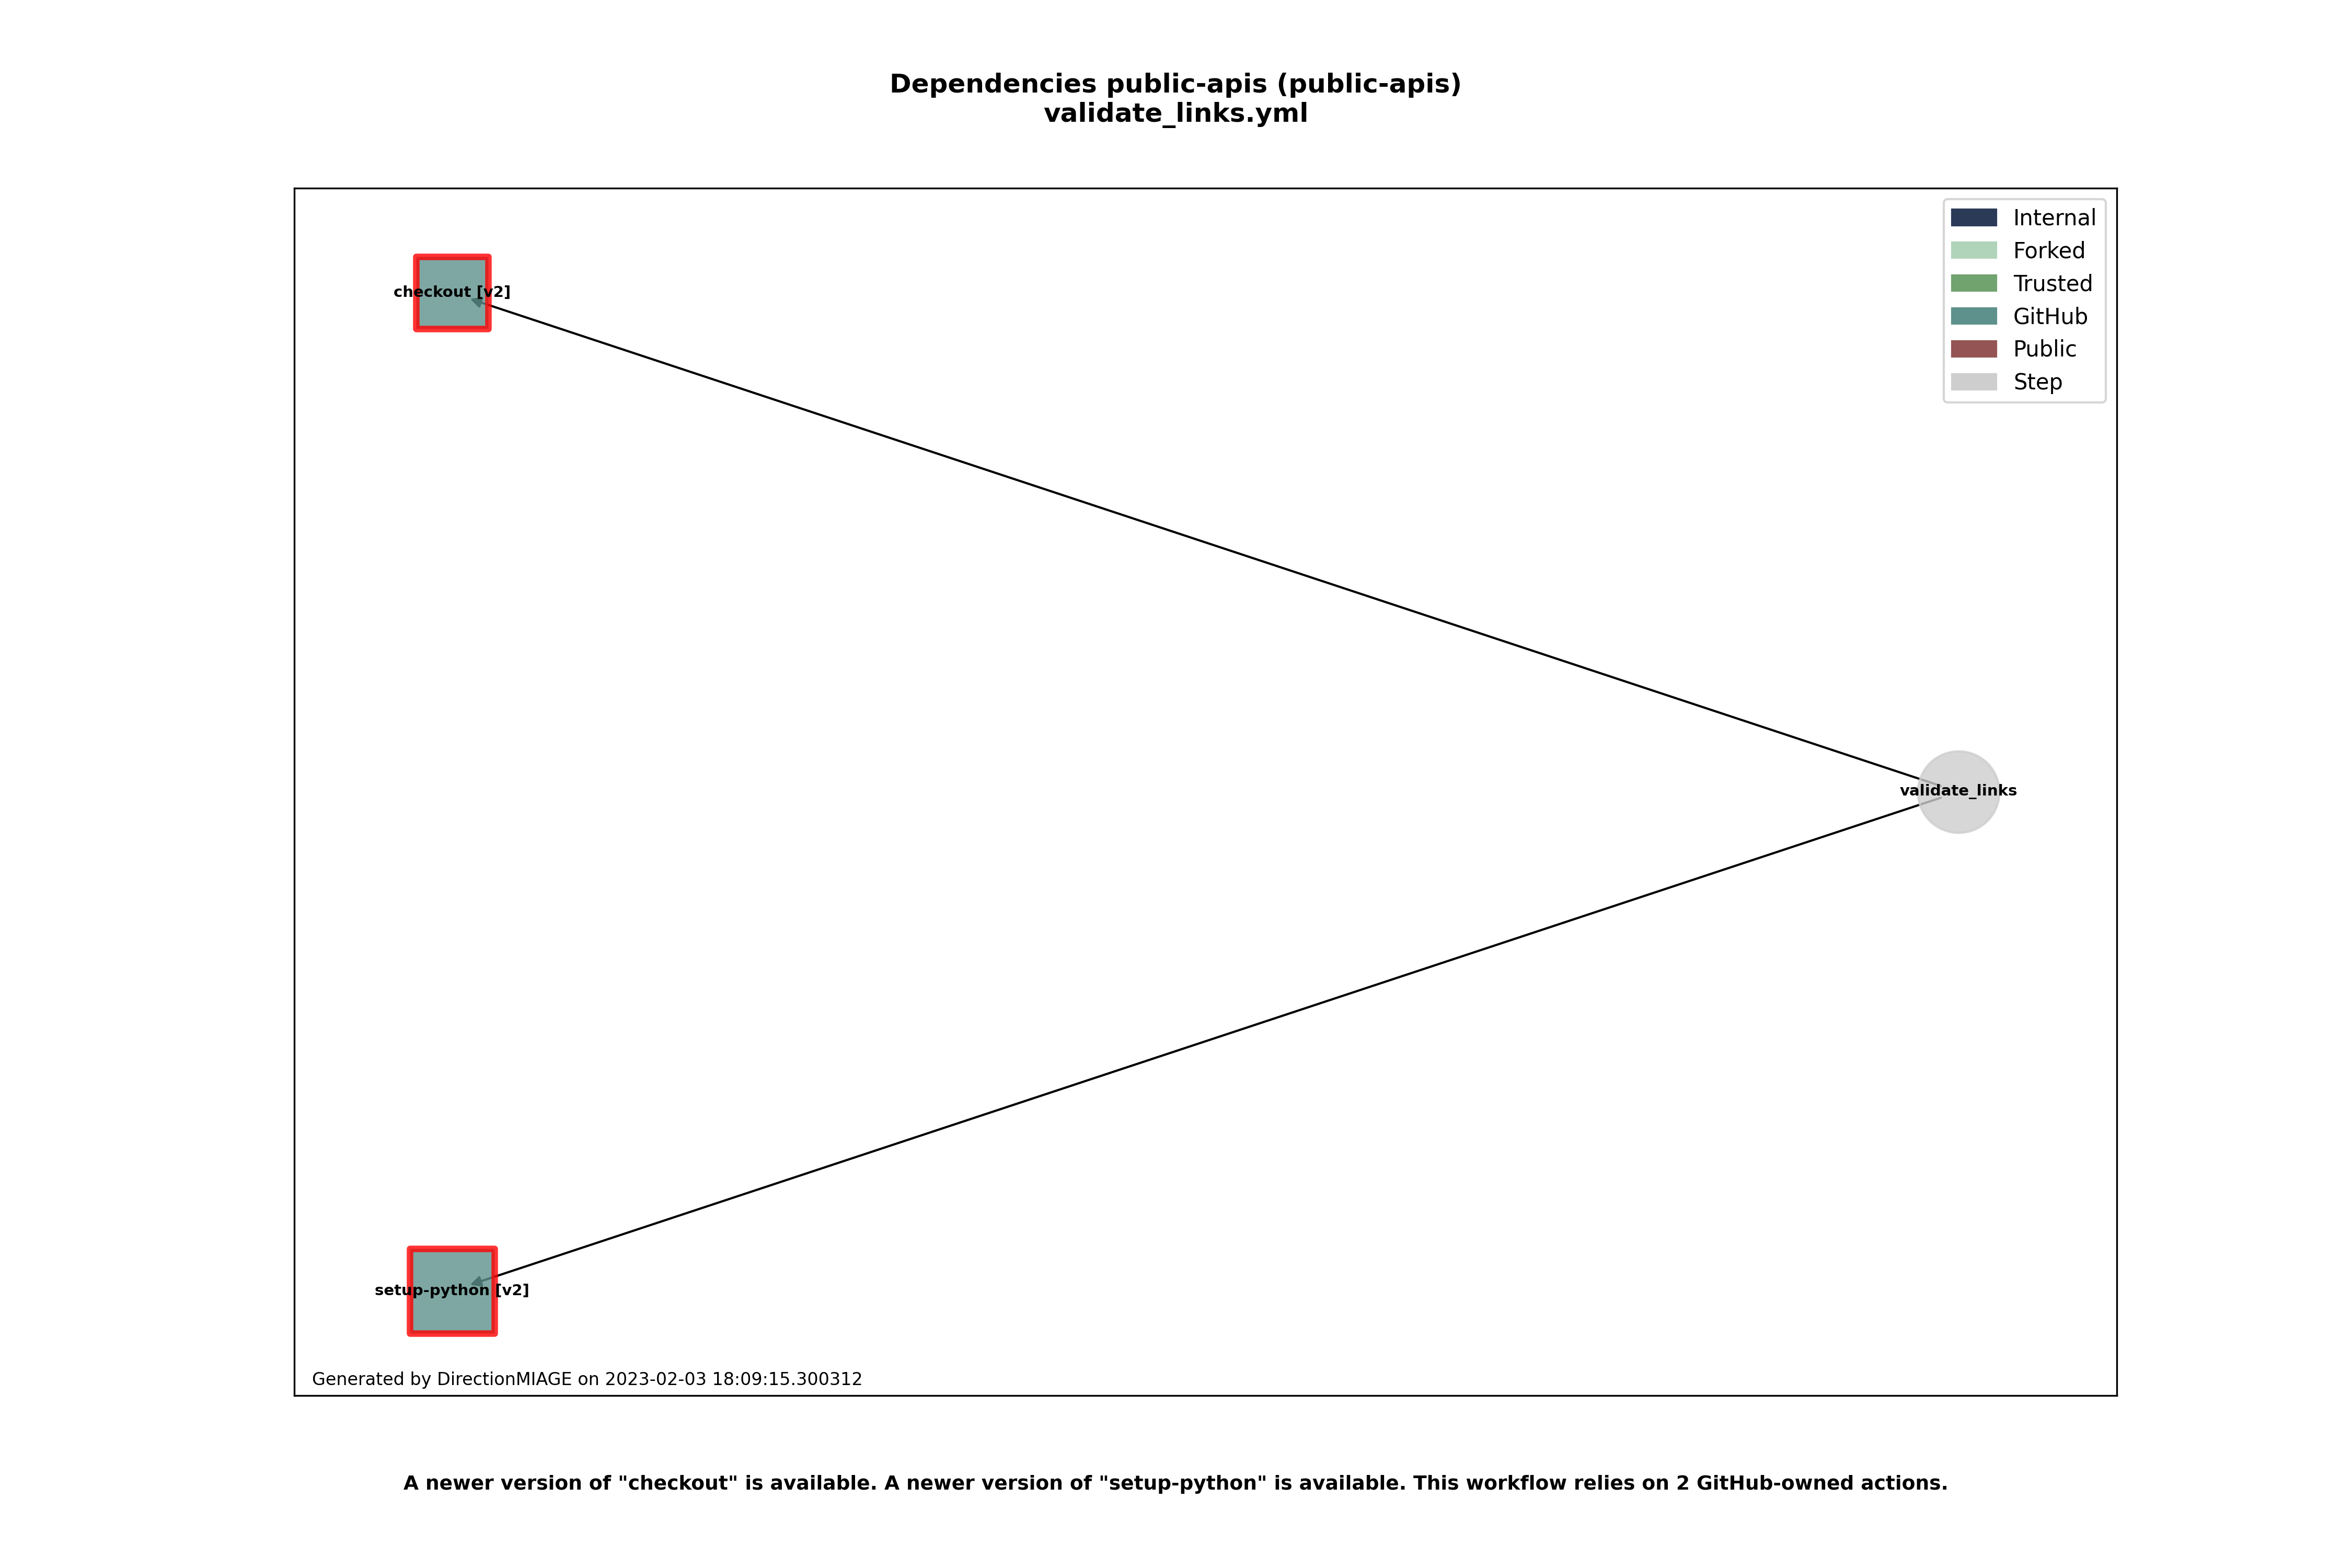 Dependencies public-apis (public-apis)
validate_links.yml
Internal
Forked
Trusted
GitHub
Public
Step
checkout [v2]
validate_links
setup-python [v2]
Generated by DirectionMIAGE on 2023-02-03 18:09:15.300312
A newer version of "checkout" is available. A newer version of "setup-python" is available. This workflow relies on 2 GitHub-owned actions.